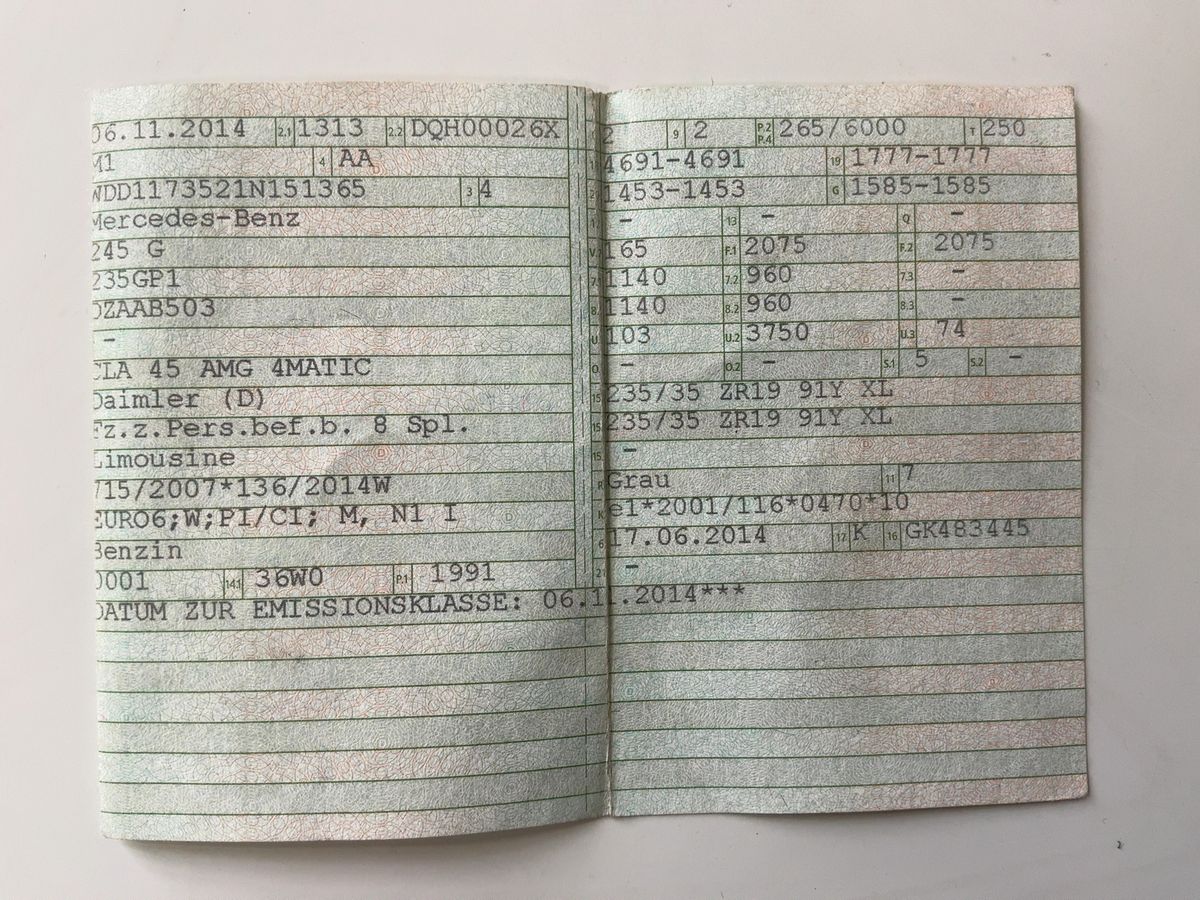 06.11.2014 2.1 1313 2.2 DQH00026X
M1 4 AA
WDD1173521N151365 3 4
Mercedes-Benz
245 G
235GP1
DZAAB503
-
CLA 45 AMG 4MATIC
Daimler (D)
Fz.z.Pers.bef.b. 8 Spl.
Limousine
715/2007*136/2014W
EURO6;W;PI/CI; M, N1 I
Benzin
0001 14.1 36W0 P.1 1991
DATUM ZUR EMISSIONSKLASSE: 06.11.2014***
2 9 2 P.2 P.4 265/6000 T 250
4691-4691 19 1777-1777
1453-1453 G 1585-1585
- 13 - Q -
165 F.1 2075 F.2 2075
1140 7.2 960 7.3 -
1140 8.2 960 8.3 -
103 U.2 3750 U.3 74
- O.2 - S.1 5 S.2 -
235/35 ZR19 91Y XL
235/35 ZR19 91Y XL
-
R Grau 11 7
K e1*2001/116*0470*10
6 17.06.2014 17 K 16 GK483445
-